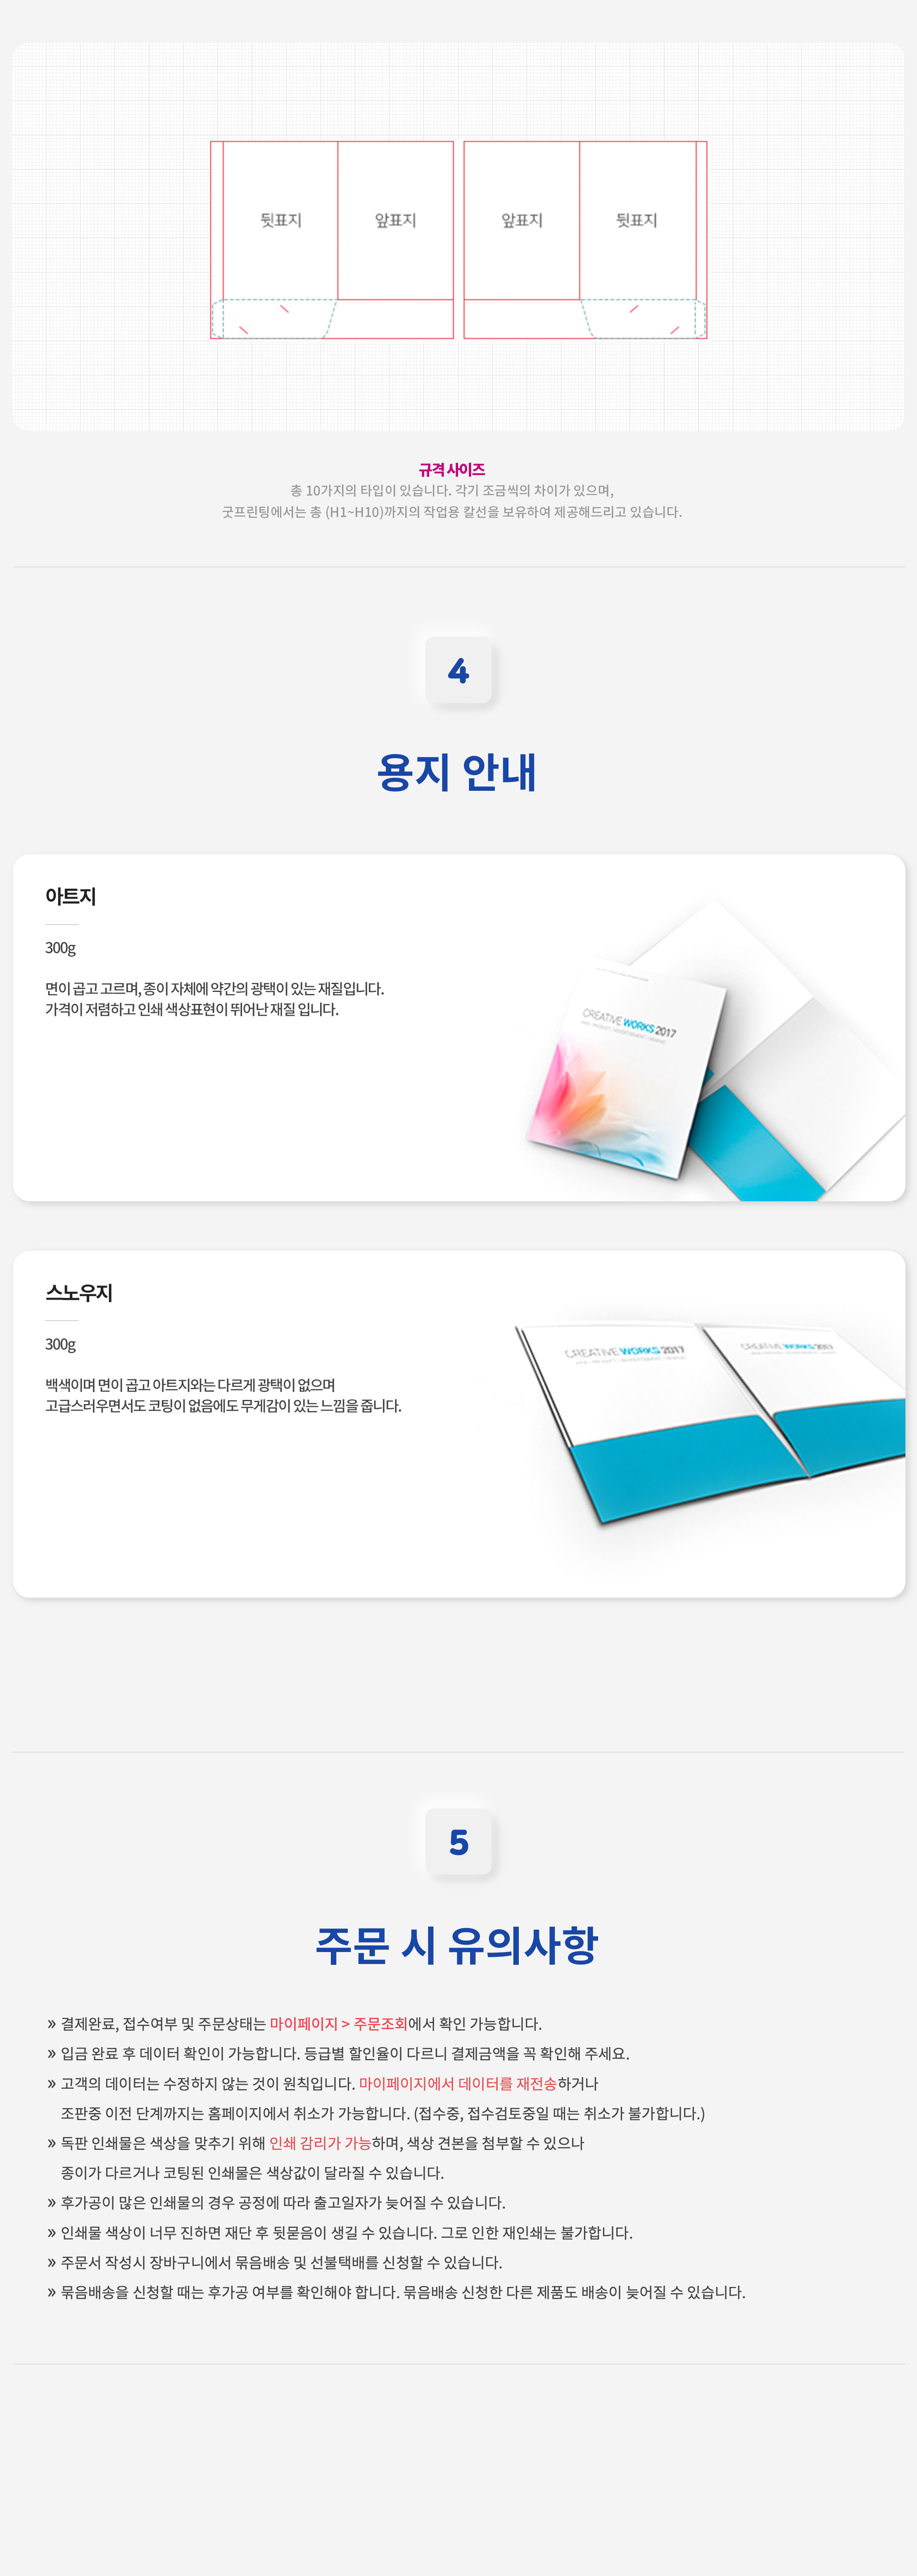 뒷표지 앞표지 앞표지 뒷표지
규격 사이즈
총 10가지의 타입이 있습니다. 각기 조금씩의 차이가 있으며,
굿프린팅에서는 총 (H1~H10)까지의 작업용 칼선을 보유하여 제공해드리고 있습니다.
4
용지 안내
아트지
300g
면이 곱고 고르며, 종이 자체에 약간의 광택이 있는 재질입니다.
가격이 저렴하고 인쇄 색상표현이 뛰어난 재질 입니다.
CREATIVE WORKS 2017
스노우지
300g
백색이며 면이 곱고 아트지와는 다르게 광택이 없으며
고급스러우면서도 코팅이 없음에도 무게감이 있는 느낌을 줍니다.
CREATIVE WORKS 2017
CREATIVE WORKS 2017
5
주문 시 유의사항
» 결제완료, 접수여부 및 주문상태는 마이페이지 > 주문조회에서 확인 가능합니다.
» 입금 완료 후 데이터 확인이 가능합니다. 등급별 할인율이 다르니 결제금액을 꼭 확인해 주세요.
» 고객의 데이터는 수정하지 않는 것이 원칙입니다. 마이페이지에서 데이터를 재전송하거나
조판중 이전 단계까지는 홈페이지에서 취소가 가능합니다. (접수중, 접수검토중일 때는 취소가 불가합니다.)
» 독판 인쇄물은 색상을 맞추기 위해 인쇄 감리가 가능하며, 색상 견본을 첨부할 수 있으나
종이가 다르거나 코팅된 인쇄물은 색상값이 달라질 수 있습니다.
» 후가공이 많은 인쇄물의 경우 공정에 따라 출고일자가 늦어질 수 있습니다.
» 인쇄물 색상이 너무 진하면 재단 후 뒷묻음이 생길 수 있습니다. 그로 인한 재인쇄는 불가합니다.
» 주문서 작성시 장바구니에서 묶음배송 및 선불택배를 신청할 수 있습니다.
» 묶음배송을 신청할 때는 후가공 여부를 확인해야 합니다. 묶음배송 신청한 다른 제품도 배송이 늦어질 수 있습니다.